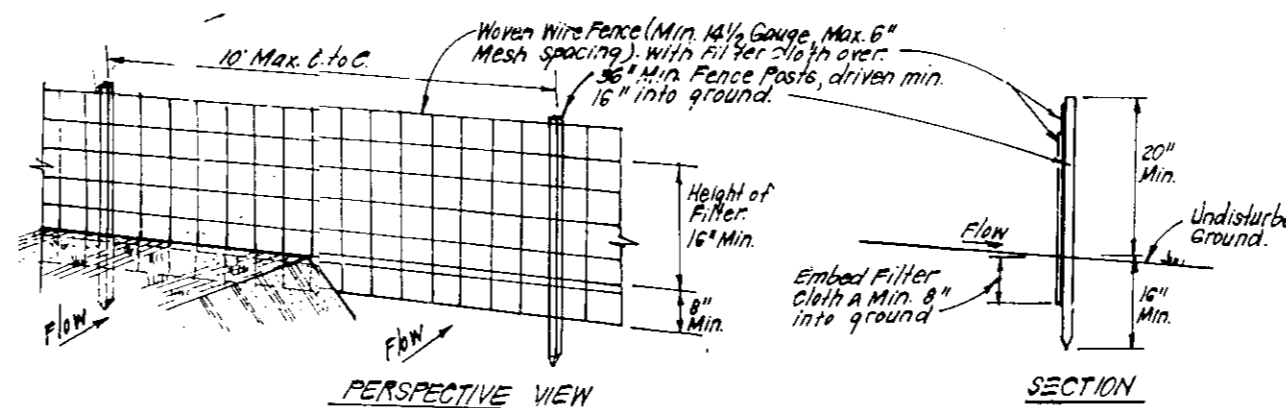 Woven Wire Fence (Min. 14½ Gauge, Max. 6"
Mesh spacing) with Filter Cloth over.
36" Min. Fence Posts, driven min.
16" into ground.
10' Max. C. to C.
Height of
Filter.
16" Min.
8"
Min.
Flow
Flow
PERSPECTIVE VIEW
20"
Min.
Undisturbe
Ground.
Flow
Embed Filter
Cloth A Min. 8"
into ground
16"
Min.
SECTION